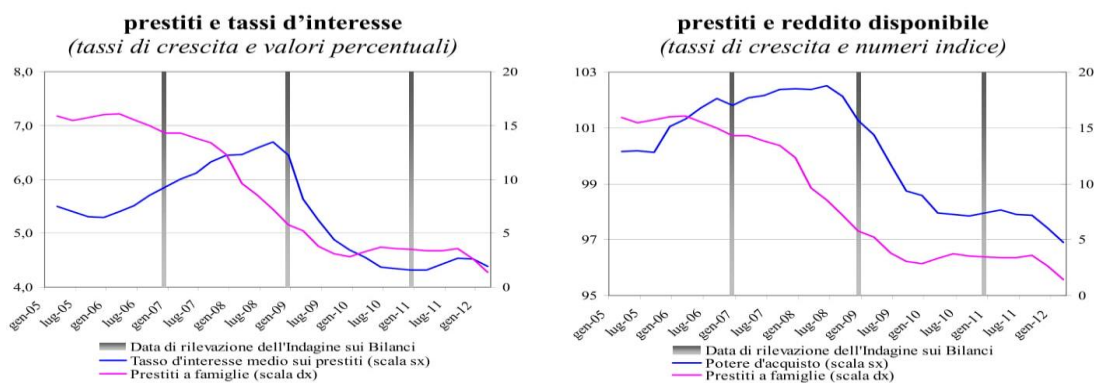 prestiti e tassi d'interesse
(tassi di crescita e valori percentuali)
8,0
7,0
6,0
5,0
4,0
20
15
10
5
0
gen-05
lug-05
gen-06
lug-06
gen-07
lug-07
gen-08
lug-08
gen-09
lug-09
gen-10
lug-10
gen-11
lug-11
gen-12
Data di rilevazione dell'Indagine sui Bilanci
Tasso d'interesse medio sui prestiti (scala sx)
Prestiti a famiglie (scala dx)
prestiti e reddito disponibile
(tassi di crescita e numeri indice)
103
101
99
97
95
20
15
10
5
0
gen-05
lug-05
gen-06
lug-06
gen-07
lug-07
gen-08
lug-08
gen-09
lug-09
gen-10
lug-10
gen-11
lug-11
gen-12
Data di rilevazione dell'Indagine sui Bilanci
Potere d'acquisto (scala sx)
Prestiti a famiglie (scala dx)